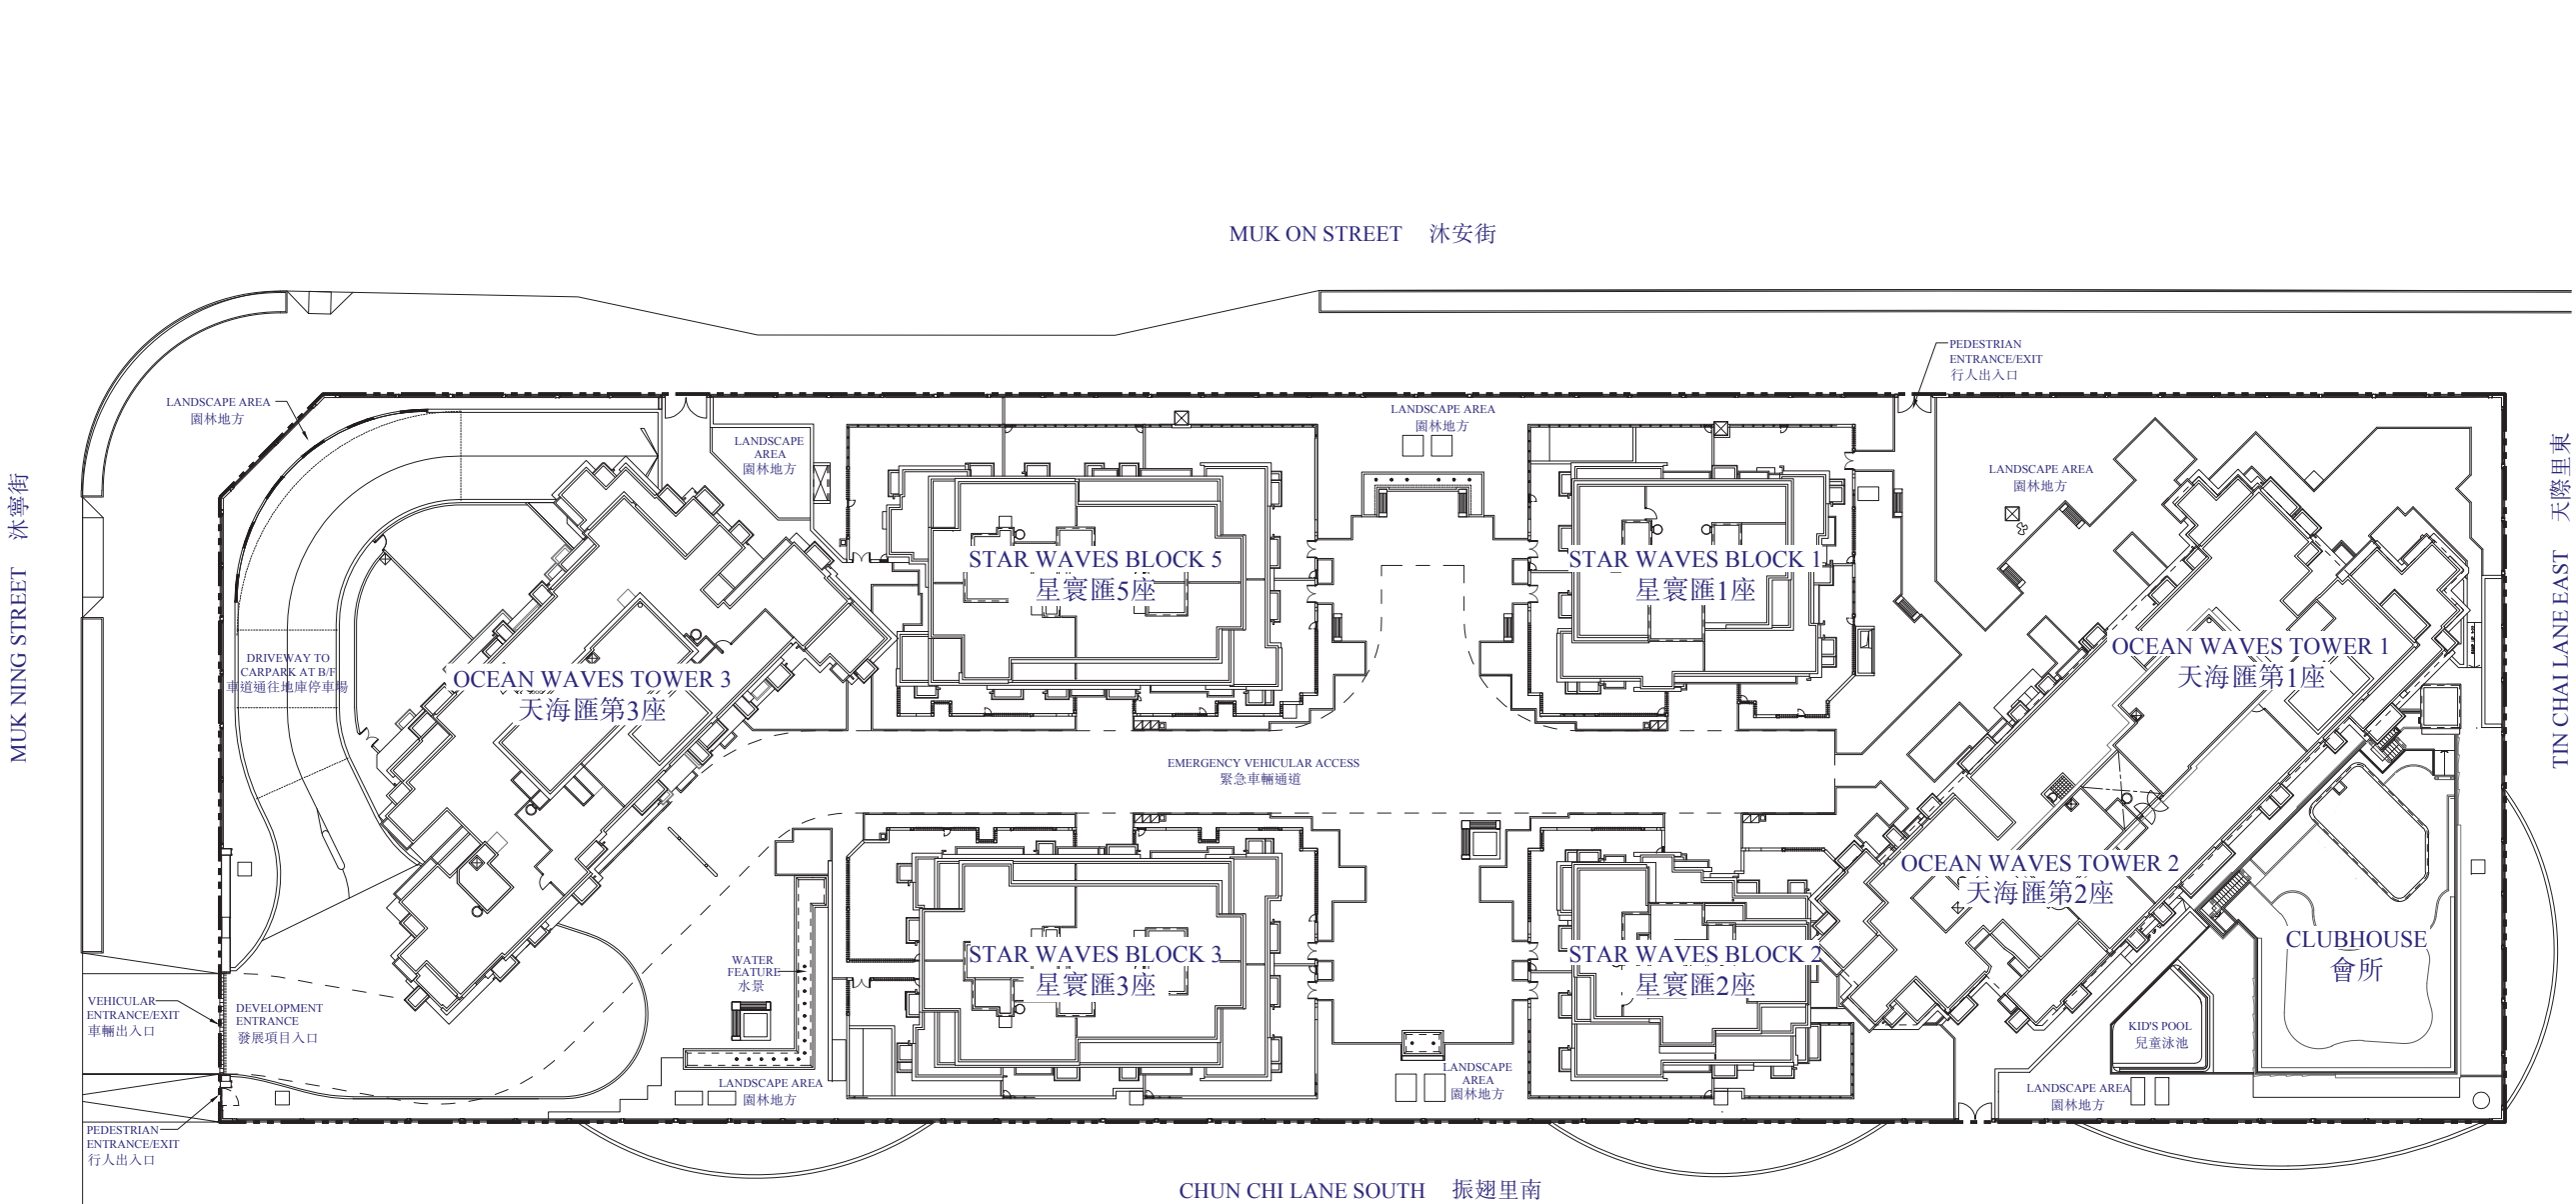 MUK ON STREET 沐安街
MUK NING STREET 沐寧街
TIN CHAI LANE EAST 天際里東
PEDESTRIAN
ENTRANCE/EXIT
行人出入口
LANDSCAPE AREA
園林地方
LANDSCAPE
AREA
園林地方
LANDSCAPE AREA
園林地方
LANDSCAPE AREA
園林地方
STAR WAVES BLOCK 5
星寰匯5座
STAR WAVES BLOCK 1
星寰匯1座
DRIVEWAY TO
CARPARK AT B/F
車道通往地庫停車場
OCEAN WAVES TOWER 3
天海匯第3座
OCEAN WAVES TOWER 1
天海匯第1座
EMERGENCY VEHICULAR ACCESS
緊急車輛通道
OCEAN WAVES TOWER 2
天海匯第2座
STAR WAVES BLOCK 3
星寰匯3座
STAR WAVES BLOCK 2
星寰匯2座
CLUBHOUSE
會所
WATER
FEATURE
水景
VEHICULAR
ENTRANCE/EXIT
車輛出入口
DEVELOPMENT
ENTRANCE
發展項目入口
KID'S POOL
兒童泳池
LANDSCAPE AREA
園林地方
LANDSCAPE
AREA
園林地方
LANDSCAPE AREA
園林地方
PEDESTRIAN
ENTRANCE/EXIT
行人出入口
CHUN CHI LANE SOUTH 振翅里南